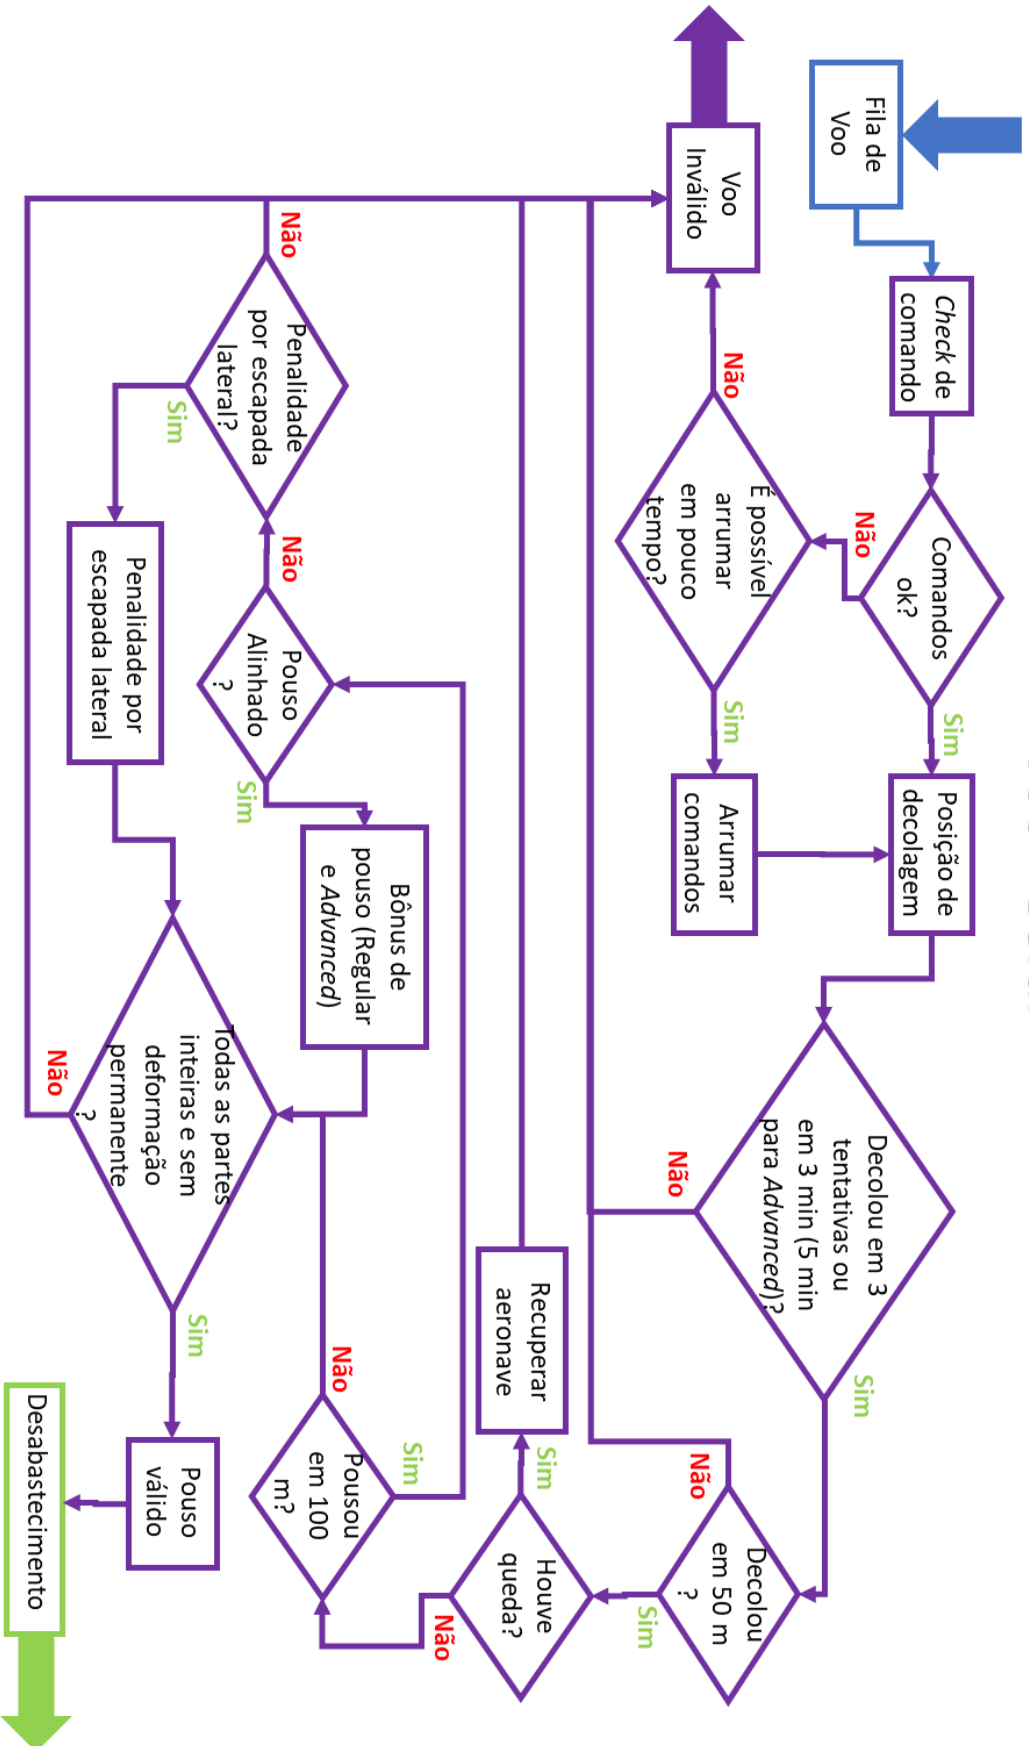 Fila de
Voo
Check de
comando
Comandos
ok?
Não
Sim
Posição de
decolagem
É possível
arrumar
em pouco
tempo?
Não
Sim
Arrumar
comandos
Voo
Inválido
Decolou em 3
tentativas ou
em 3 min (5 min
para Advanced)?
Não
Sim
Decolou
em 50 m
?
Não
Sim
Houve
queda?
Sim
Não
Recuperar
aeronave
Pousou
em 100
m?
Sim
Não
Pouso
Alinhado
?
Não
Sim
Bônus de
pouso (Regular
e Advanced)
Penalidade
por escapada
lateral?
Não
Sim
Penalidade por
escapada lateral
Todas as partes
inteiras e sem
deformação
permanente
?
Não
Sim
Pouso
válido
Desabastecimento